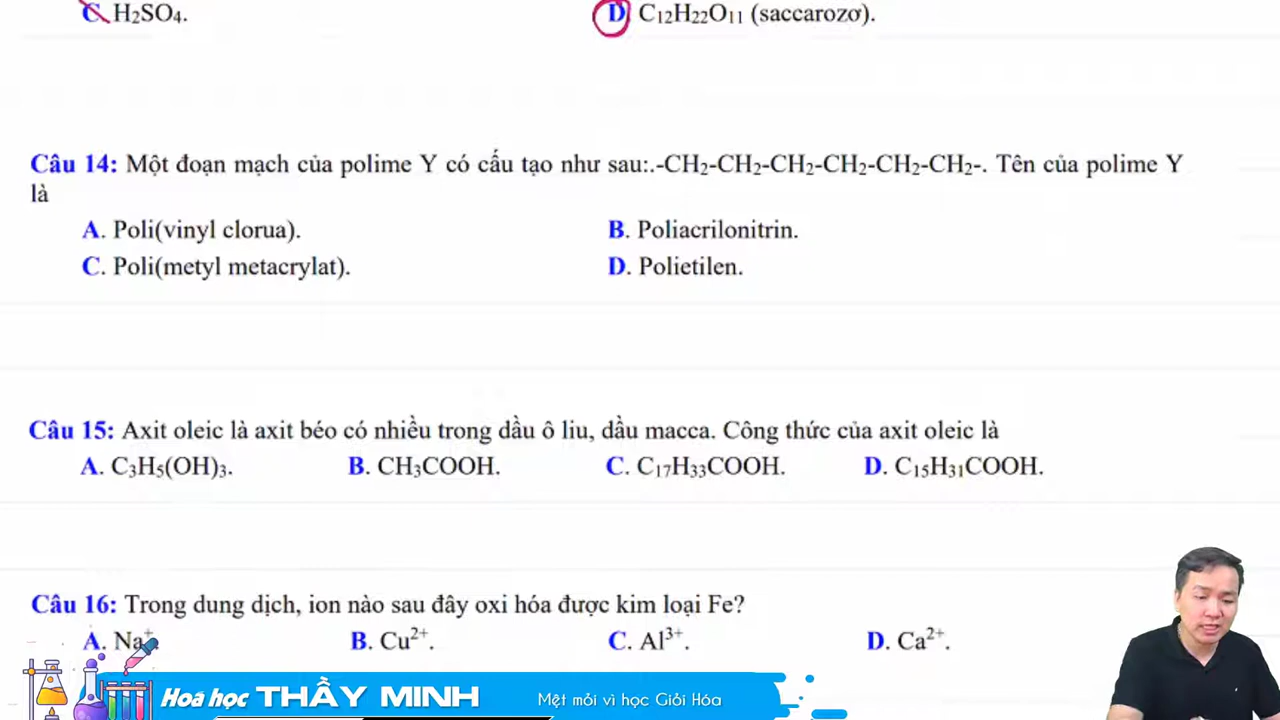 C. H₂SO₄. D. C₁₂H₂₂O₁₁ (saccarozơ).
Câu 14: Một đoạn mạch của polime Y có cấu tạo như sau:.-CH₂-CH₂-CH₂-CH₂-CH₂-CH₂-. Tên của polime Y
là
A. Poli(vinyl clorua). B. Poliacrilonitrin.
C. Poli(metyl metacrylat). D. Polietilen.
Câu 15: Axit oleic là axit béo có nhiều trong dầu ô liu, dầu macca. Công thức của axit oleic là
A. C₃H₅(OH)₃. B. CH₃COOH. C. C₁₇H₃₃COOH. D. C₁₅H₃₁COOH.
Câu 16: Trong dung dịch, ion nào sau đây oxi hóa được kim loại Fe?
A. Na⁺. B. Cu²⁺. C. Al³⁺. D. Ca²⁺.
Hoá học THẦY MINH Mệt mỏi vì học Giỏi Hóa